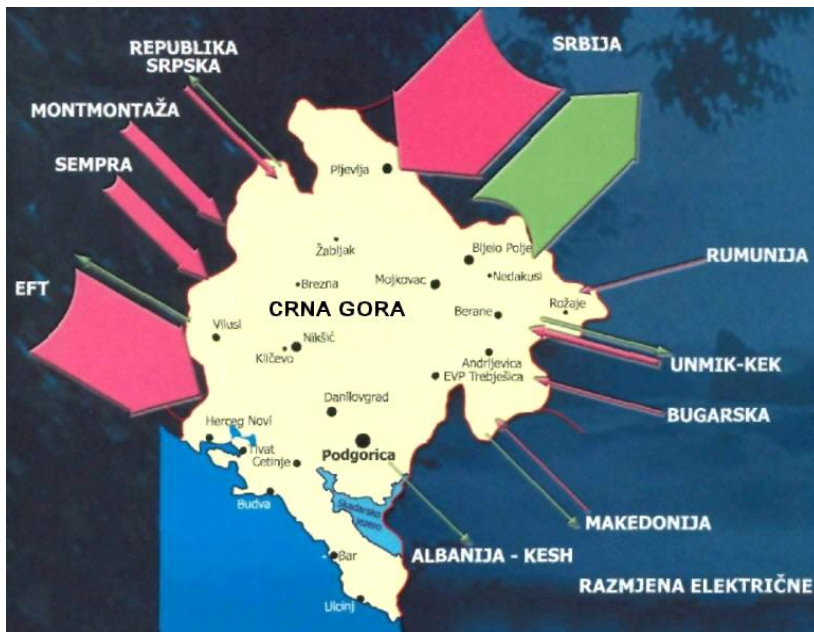 REPUBLIKA
SRPSKA
SRBIJA
MONTMONTAŽA
SEMPRA
EFT
RUMUNIJA
UNMIK-KEK
BUGARSKA
MAKEDONIJA
ALBANIJA - KESH
RAZMJENA ELEKTRIČNE
Pljevlja
Žabljak
Bijelo Polje
Mojkovac
Nedakusi
Brezna
CRNA GORA
Berane
Rožaje
Vilusi
Nikšić
Kličevo
Andrijevica
EVP Trebješica
Danilovgrad
Herceg Novi
Tivat
Cetinje
Podgorica
Budva
Skadarsko
jezero
Bar
Ulcinj